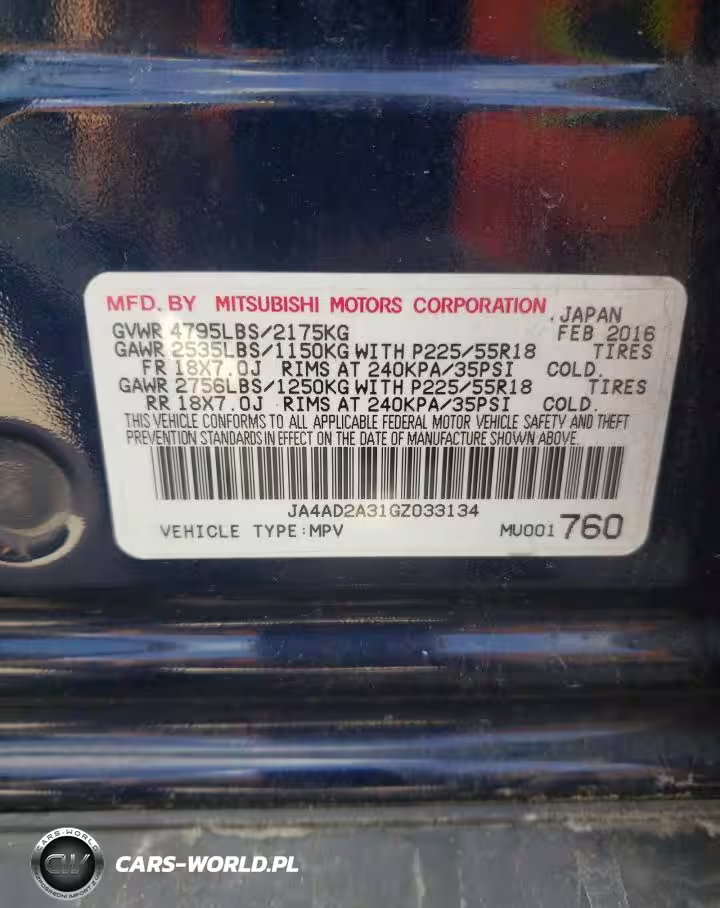 MFD. BY MITSUBISHI MOTORS CORPORATION, JAPAN
GVWR 4795LBS/2175KG FEB 2016
GAWR 2535LBS/1150KG WITH P225/55R18 TIRES
FR 18X7.0J RIMS AT 240KPA/35PSI COLD.
GAWR 2756LBS/1250KG WITH P225/55R18 TIRES
RR 18X7.0J RIMS AT 240KPA/35PSI COLD.
THIS VEHICLE CONFORMS TO ALL APPLICABLE FEDERAL MOTOR VEHICLE SAFETY AND THEFT
PREVENTION STANDARDS IN EFFECT ON THE DATE OF MANUFACTURE SHOWN ABOVE.
JA4AD2A31GZ033134
VEHICLE TYPE:MPV MU001 760
CARS-WORLD
CW
CARS-WORLD.PL